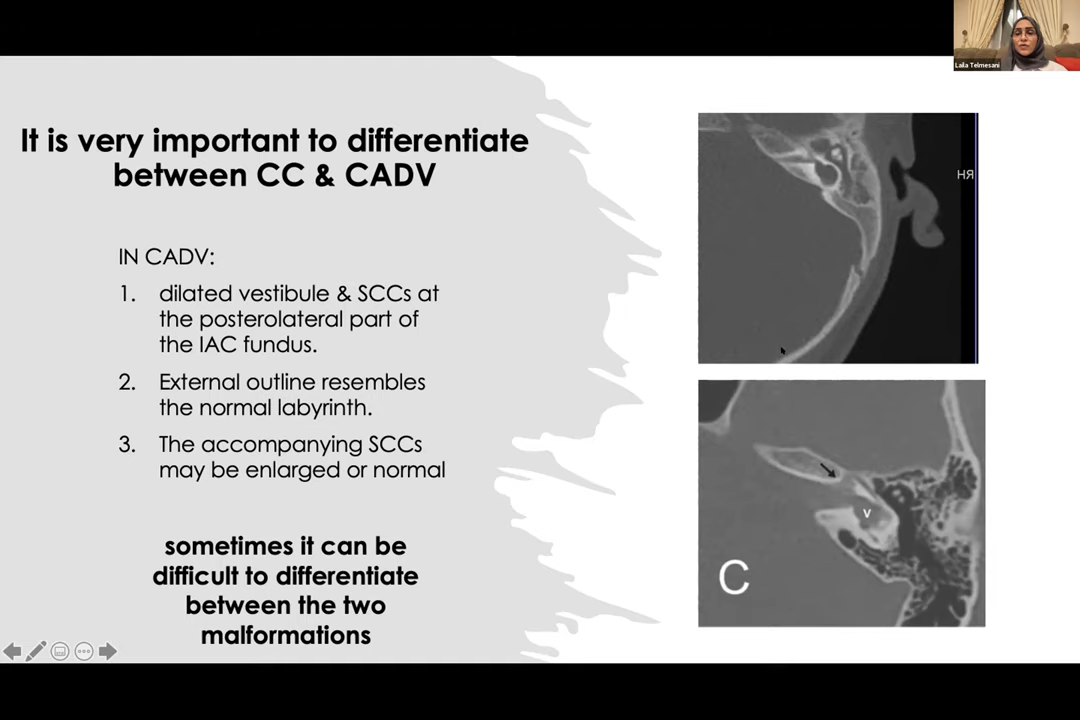 Laila Telmesani
It is very important to differentiate
between CC & CADV
IN CADV:
1. dilated vestibule & SCCs at
the posterolateral part of
the IAC fundus.
2. External outline resembles
the normal labyrinth.
3. The accompanying SCCs
may be enlarged or normal
sometimes it can be
difficult to differentiate
between the two
malformations
HЯ
V
C